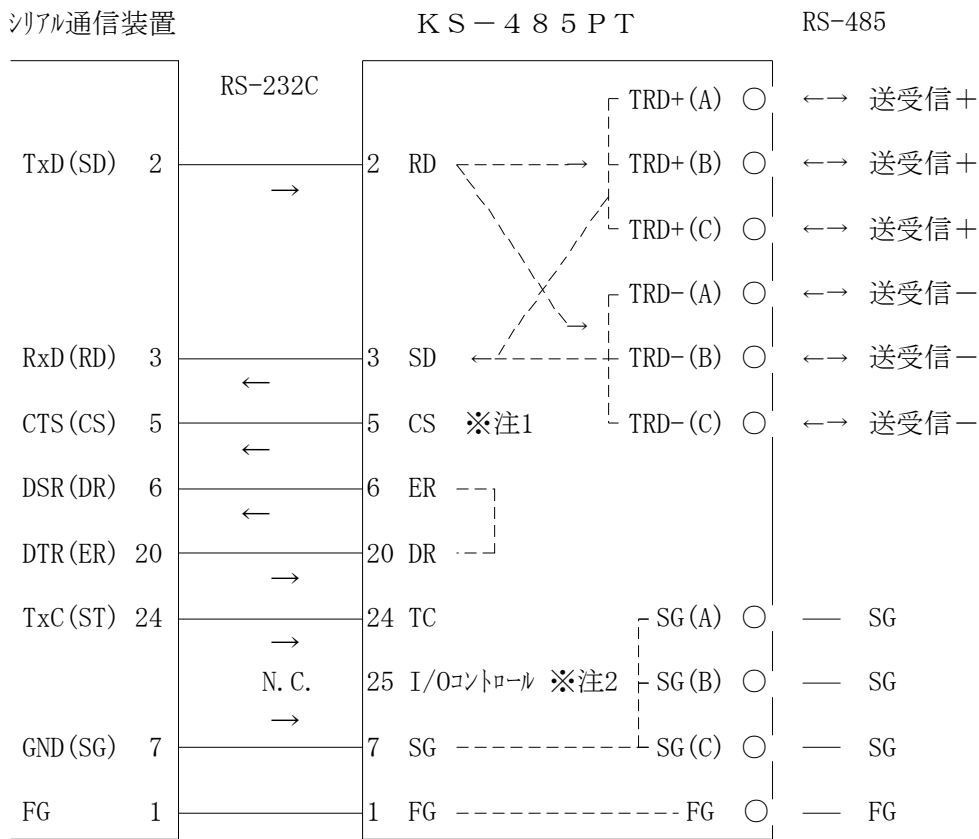 シリアル通信装置 ＫＳ－４８５ＰＴ RS-485
RS-232C
TRD+(A) ○ ←→ 送受信＋
TxD(SD) 2 2 RD TRD+(B) ○ ←→ 送受信＋
→
TRD+(C) ○ ←→ 送受信＋
TRD-(A) ○ ←→ 送受信－
RxD(RD) 3 3 SD TRD-(B) ○ ←→ 送受信－
←
CTS(CS) 5 5 CS ※注1 TRD-(C) ○ ←→ 送受信－
←
DSR(DR) 6 6 ER
←
DTR(ER) 20 20 DR
→
TxC(ST) 24 24 TC SG(A) ○ ― SG
→
N.C. 25 I/Oコントロール ※注2 SG(B) ○ ― SG
→
GND(SG) 7 7 SG SG(C) ○ ― SG
FG 1 1 FG FG ○ ― FG